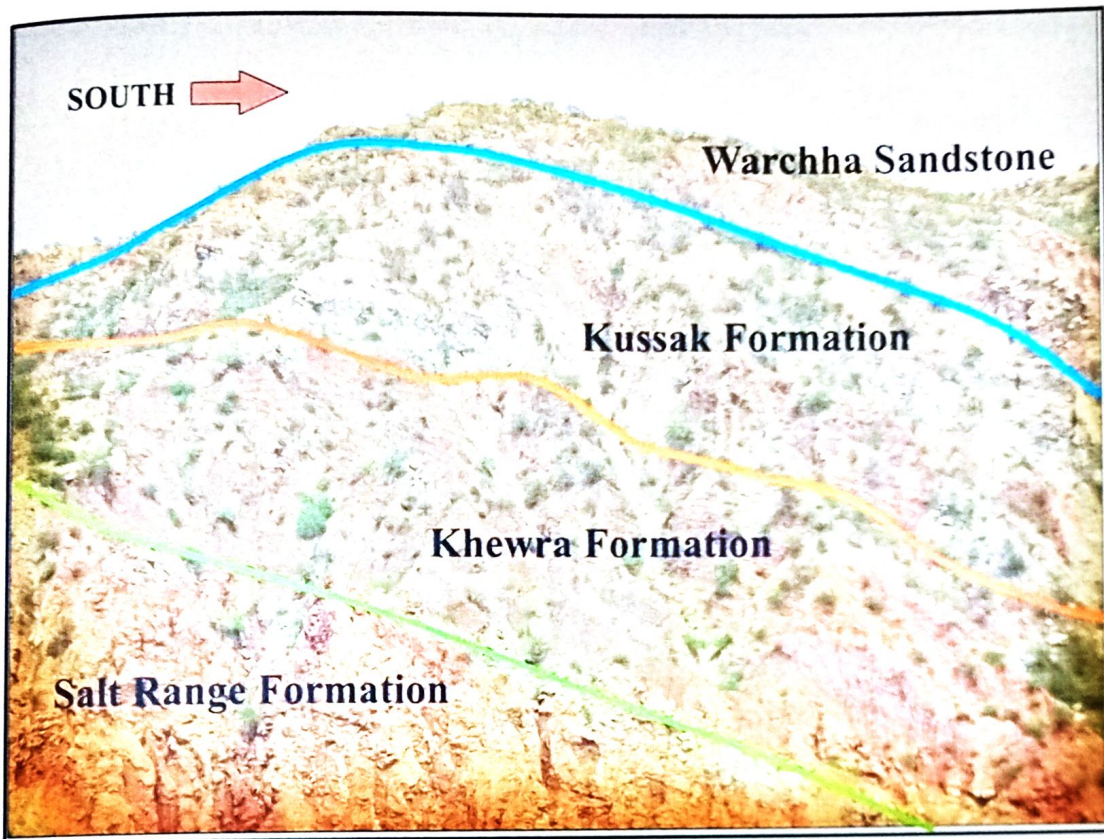 SOUTH
Warchha Sandstone
Kussak Formation
Khewra Formation
Salt Range Formation